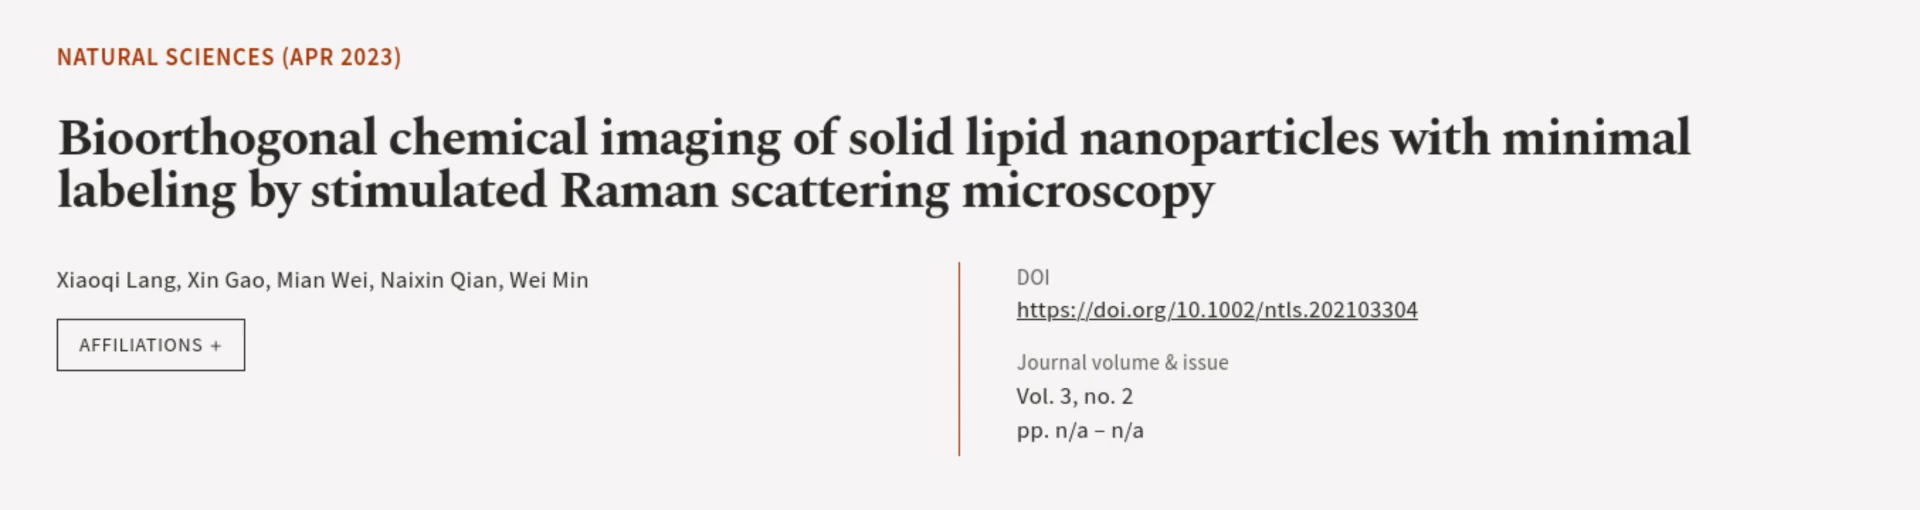 NATURAL SCIENCES (APR 2023)
Bioorthogonal chemical imaging of solid lipid nanoparticles with minimal
labeling by stimulated Raman scattering microscopy
Xiaoqi Lang, Xin Gao, Mian Wei, Naixin Qian, Wei Min
AFFILIATIONS +
DOI
https://doi.org/10.1002/ntls.202103304
Journal volume & issue
Vol. 3, no. 2
pp. n/a – n/a